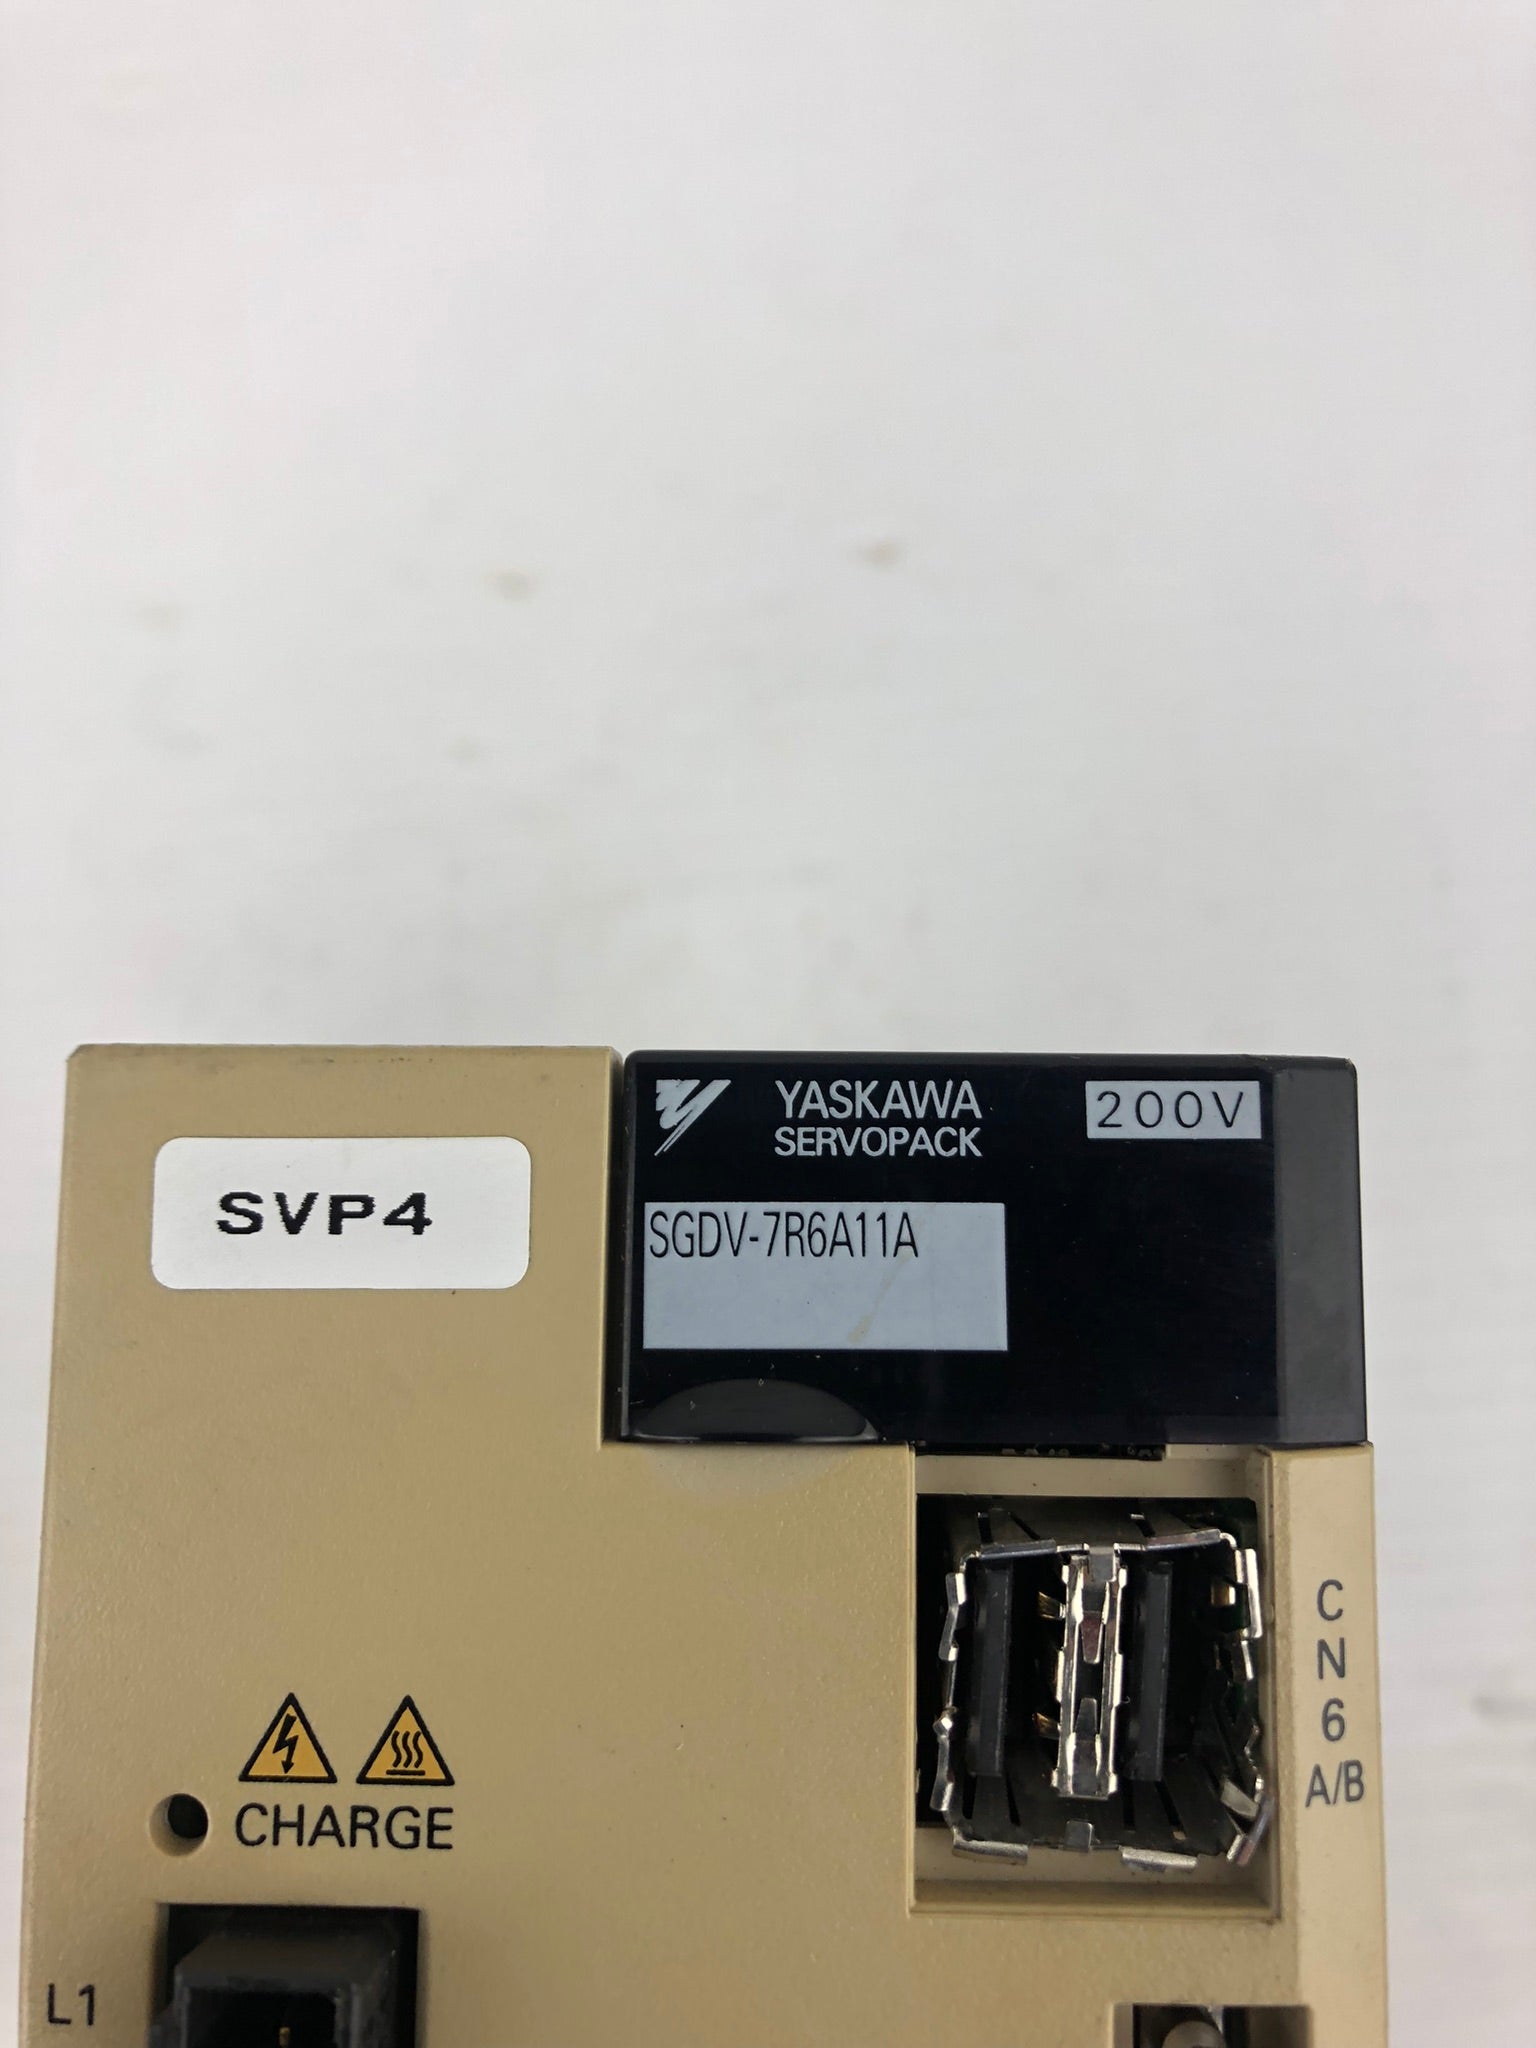 YASKAWA
SERVOPACK
200V
SVP4
SGDV-7R6A11A
C
N
6
A/B
CHARGE
L1